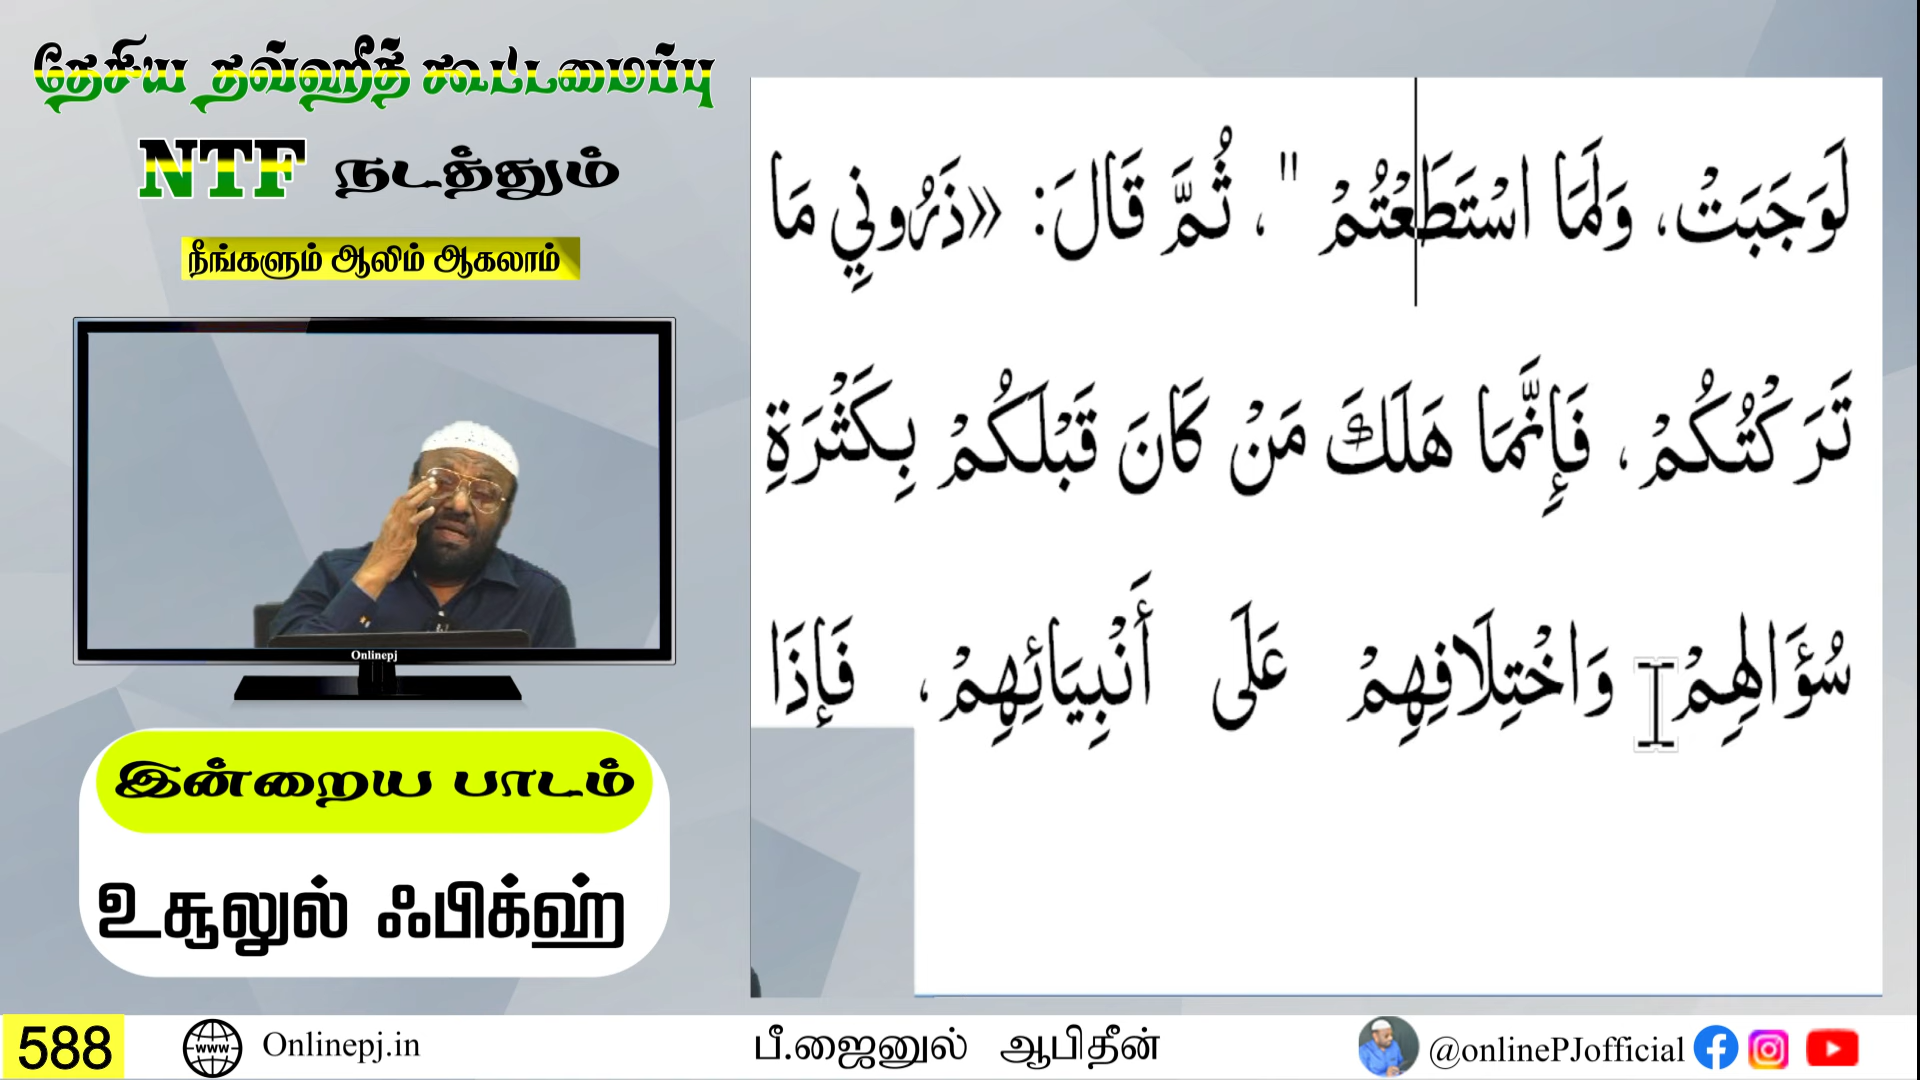 தேசிய தவ்ஹீத் கூட்டமைப்பு
NTF நடத்தும்
நீங்களும் ஆலிம் ஆகலாம்
Onlinepj
இன்றைய பாடம்
உசூலுல் ஃபிக்ஹ்
لَوَجَبَتْ، وَلَمَا اسْتَطَعْتُمْ "، ثُمَّ قَالَ: «ذَرُونِي مَا
تَرَكْتُكُمْ، فَإِنَّمَا هَلَكَ مَنْ كَانَ قَبْلَكُمْ بِكَثْرَةِ
سُؤَالِهِمْ وَاخْتِلَافِهِمْ عَلَى أَنْبِيَائِهِمْ، فَإِذَا
588 www Onlinepj.in பீ.ஜைனுல் ஆபிதீன் @onlinePJofficial